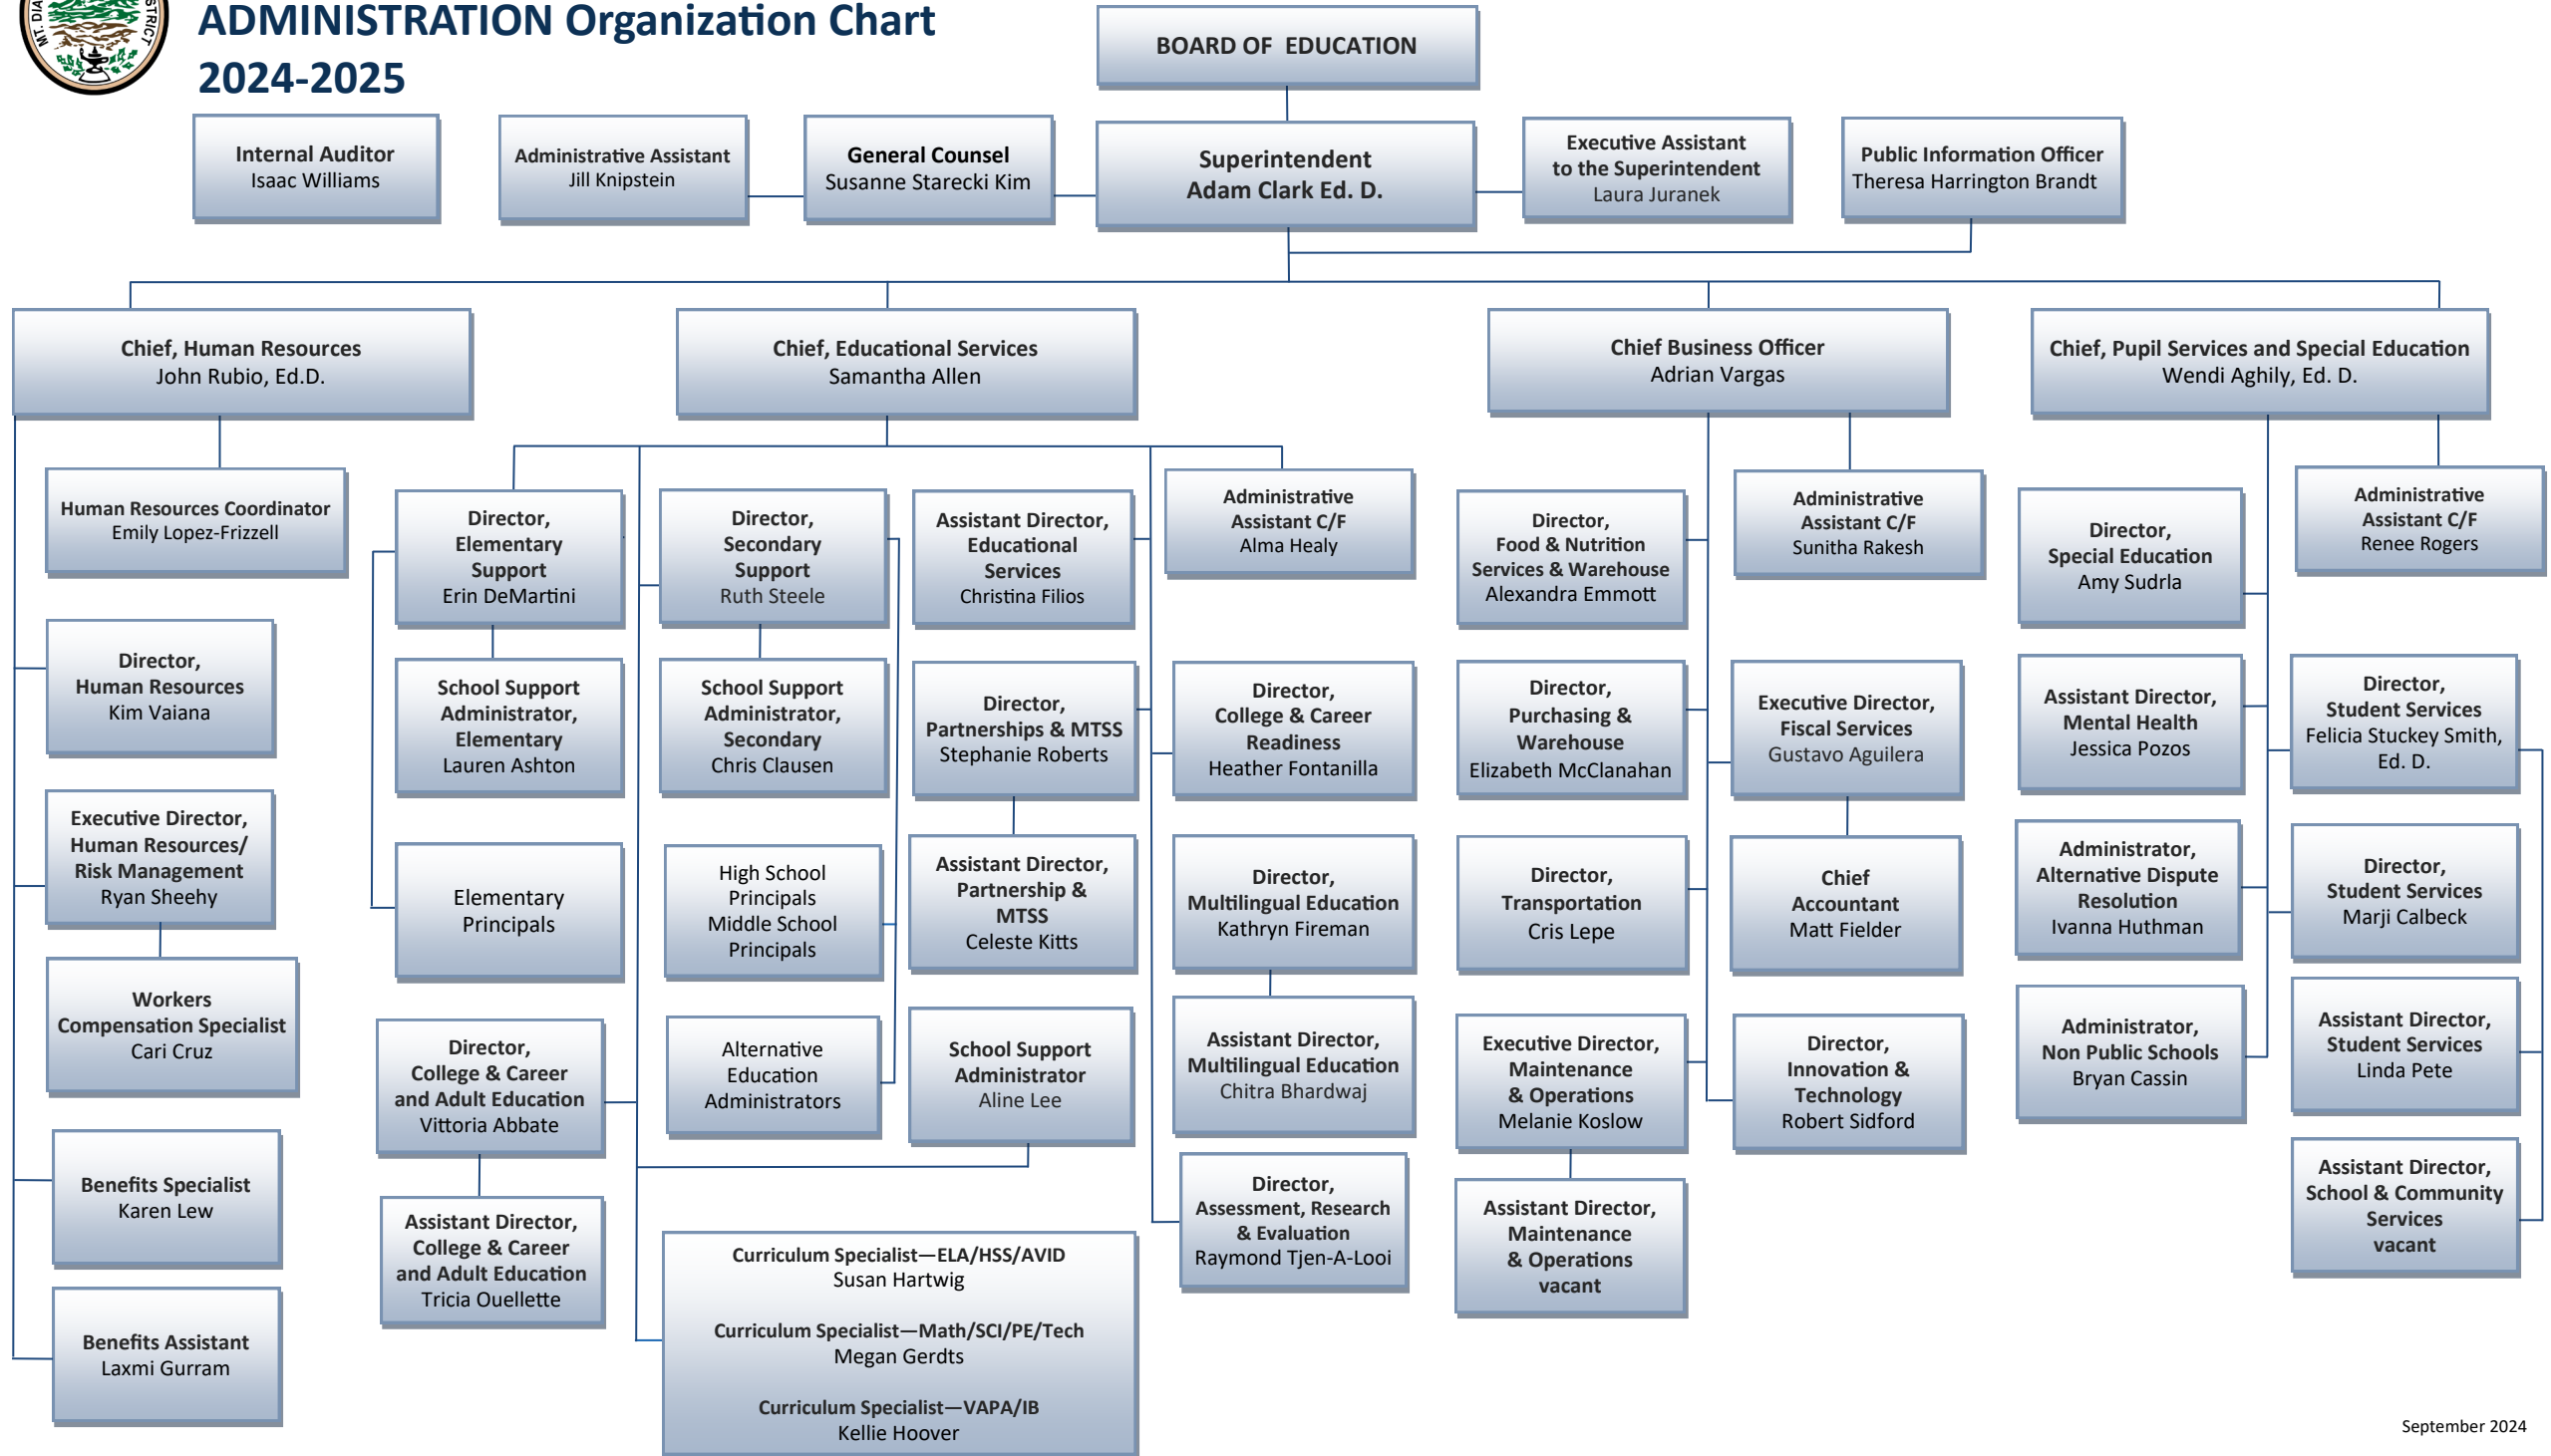 MT. DIA
STRICT
ADMINISTRATION Organization Chart
2024-2025
BOARD OF  EDUCATION
Internal Auditor
Isaac Williams
Administrative Assistant
Jill Knipstein
General Counsel
Susanne Starecki Kim
Superintendent
Adam Clark Ed. D.
Executive Assistant
to the Superintendent
Laura Juranek
Public Information Officer
Theresa Harrington Brandt
Chief, Human Resources
John Rubio, Ed.D.
Chief, Educational Services
Samantha Allen
Chief Business Officer
Adrian Vargas
Chief, Pupil Services and Special Education
Wendi Aghily, Ed. D.
Human Resources Coordinator
Emily Lopez-Frizzell
Director,
Human Resources
Kim Vaiana
Executive Director,
Human Resources/
Risk Management
Ryan Sheehy
Workers
Compensation Specialist
Cari Cruz
Benefits Specialist
Karen Lew
Benefits Assistant
Laxmi Gurram
Director,
Elementary
Support
Erin DeMartini
School Support
Administrator,
Elementary
Lauren Ashton
Elementary
Principals
Director,
College & Career
and Adult Education
Vittoria Abbate
Assistant Director,
College & Career
and Adult Education
Tricia Ouellette
Director,
Secondary
Support
Ruth Steele
School Support
Administrator,
Secondary
Chris Clausen
High School
Principals
Middle School
Principals
Alternative
Education
Administrators
Assistant Director,
Educational
Services
Christina Filios
Director,
Partnerships & MTSS
Stephanie Roberts
Assistant Director,
Partnership &
MTSS
Celeste Kitts
School Support
Administrator
Aline Lee
Curriculum Specialist—ELA/HSS/AVID
Susan Hartwig
Curriculum Specialist—Math/SCI/PE/Tech
Megan Gerdts
Curriculum Specialist—VAPA/IB
Kellie Hoover
Administrative
Assistant C/F
Alma Healy
Director,
College & Career
Readiness
Heather Fontanilla
Director,
Multilingual Education
Kathryn Fireman
Assistant Director,
Multilingual Education
Chitra Bhardwaj
Director,
Assessment, Research
& Evaluation
Raymond Tjen-A-Looi
Director,
Food & Nutrition
Services & Warehouse
Alexandra Emmott
Director,
Purchasing &
Warehouse
Elizabeth McClanahan
Director,
Transportation
Cris Lepe
Executive Director,
Maintenance
& Operations
Melanie Koslow
Assistant Director,
Maintenance
& Operations
vacant
Administrative
Assistant C/F
Sunitha Rakesh
Executive Director,
Fiscal Services
Gustavo Aguilera
Chief
Accountant
Matt Fielder
Director,
Innovation &
Technology
Robert Sidford
Director,
Special Education
Amy Sudrla
Assistant Director,
Mental Health
Jessica Pozos
Administrator,
Alternative Dispute
Resolution
Ivanna Huthman
Administrator,
Non Public Schools
Bryan Cassin
Administrative
Assistant C/F
Renee Rogers
Director,
Student Services
Felicia Stuckey Smith,
Ed. D.
Director,
Student Services
Marji Calbeck
Assistant Director,
Student Services
Linda Pete
Assistant Director,
School & Community
Services
vacant
September 2024